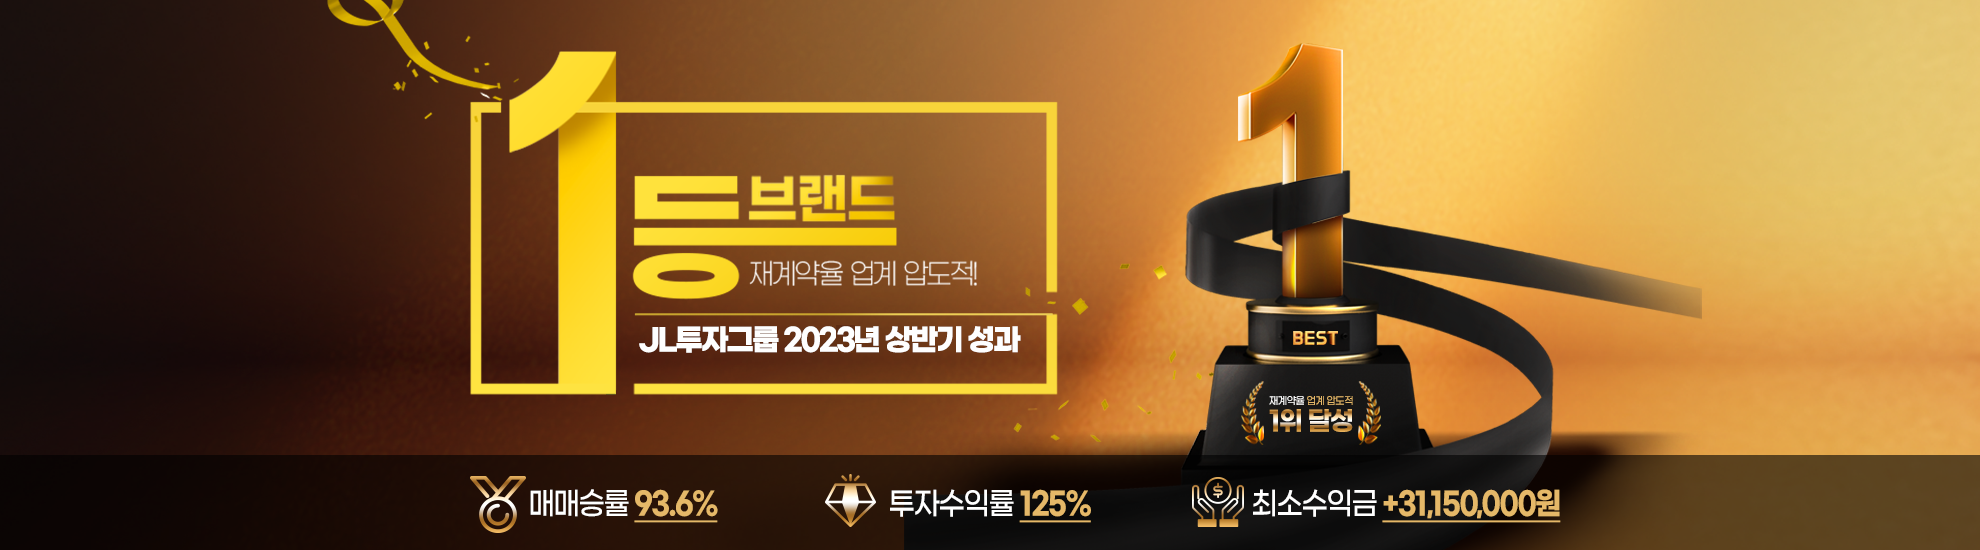 1등 브랜드
재계약율 업계 압도적!
JL투자그룹 2023년 상반기 성과
1
BEST
재계약율 업계 압도적
1위 달성
매매승률 93.6%
투자수익률 125%
최소수익금 +31,150,000원